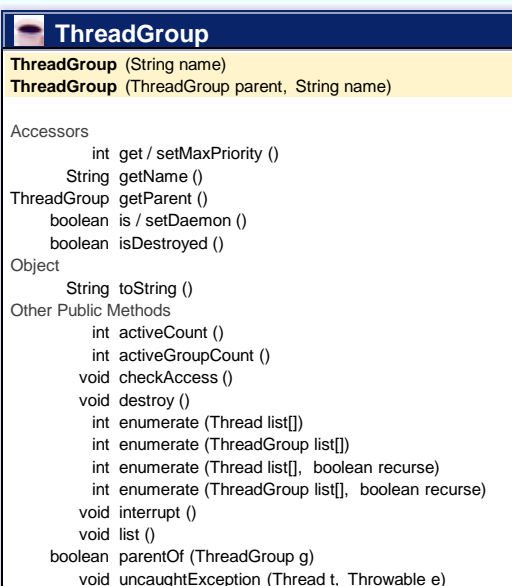 ThreadGroup
ThreadGroup (String name)
ThreadGroup (ThreadGroup parent, String name)
Accessors
int get / setMaxPriority ()
String getName ()
ThreadGroup getParent ()
boolean is / setDaemon ()
boolean isDestroyed ()
Object
String toString ()
Other Public Methods
int activeCount ()
int activeGroupCount ()
void checkAccess ()
void destroy ()
int enumerate (Thread list[])
int enumerate (ThreadGroup list[])
int enumerate (Thread list[], boolean recurse)
int enumerate (ThreadGroup list[], boolean recurse)
void interrupt ()
void list ()
boolean parentOf (ThreadGroup g)
void uncaughtException (Thread t, Throwable e)